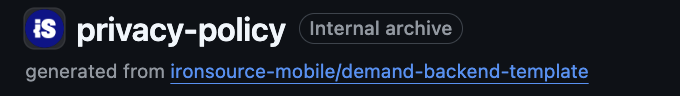 iS privacy-policy Internal archive
generated from ironsource-mobile/demand-backend-template